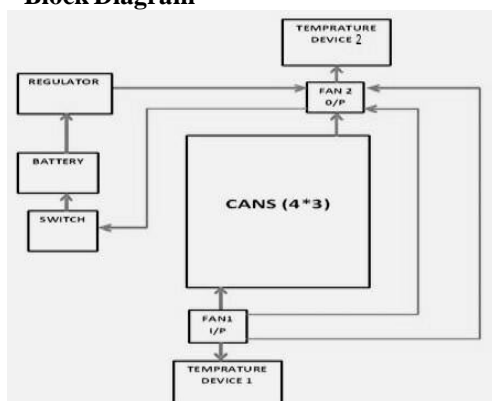 Block Diagram
TEMPRATURE
DEVICE 2
REGULATOR
FAN 2
O/P
BATTERY
SWITCH
CANS (4*3)
FAN1
I/P
TEMPRATURE
DEVICE 1